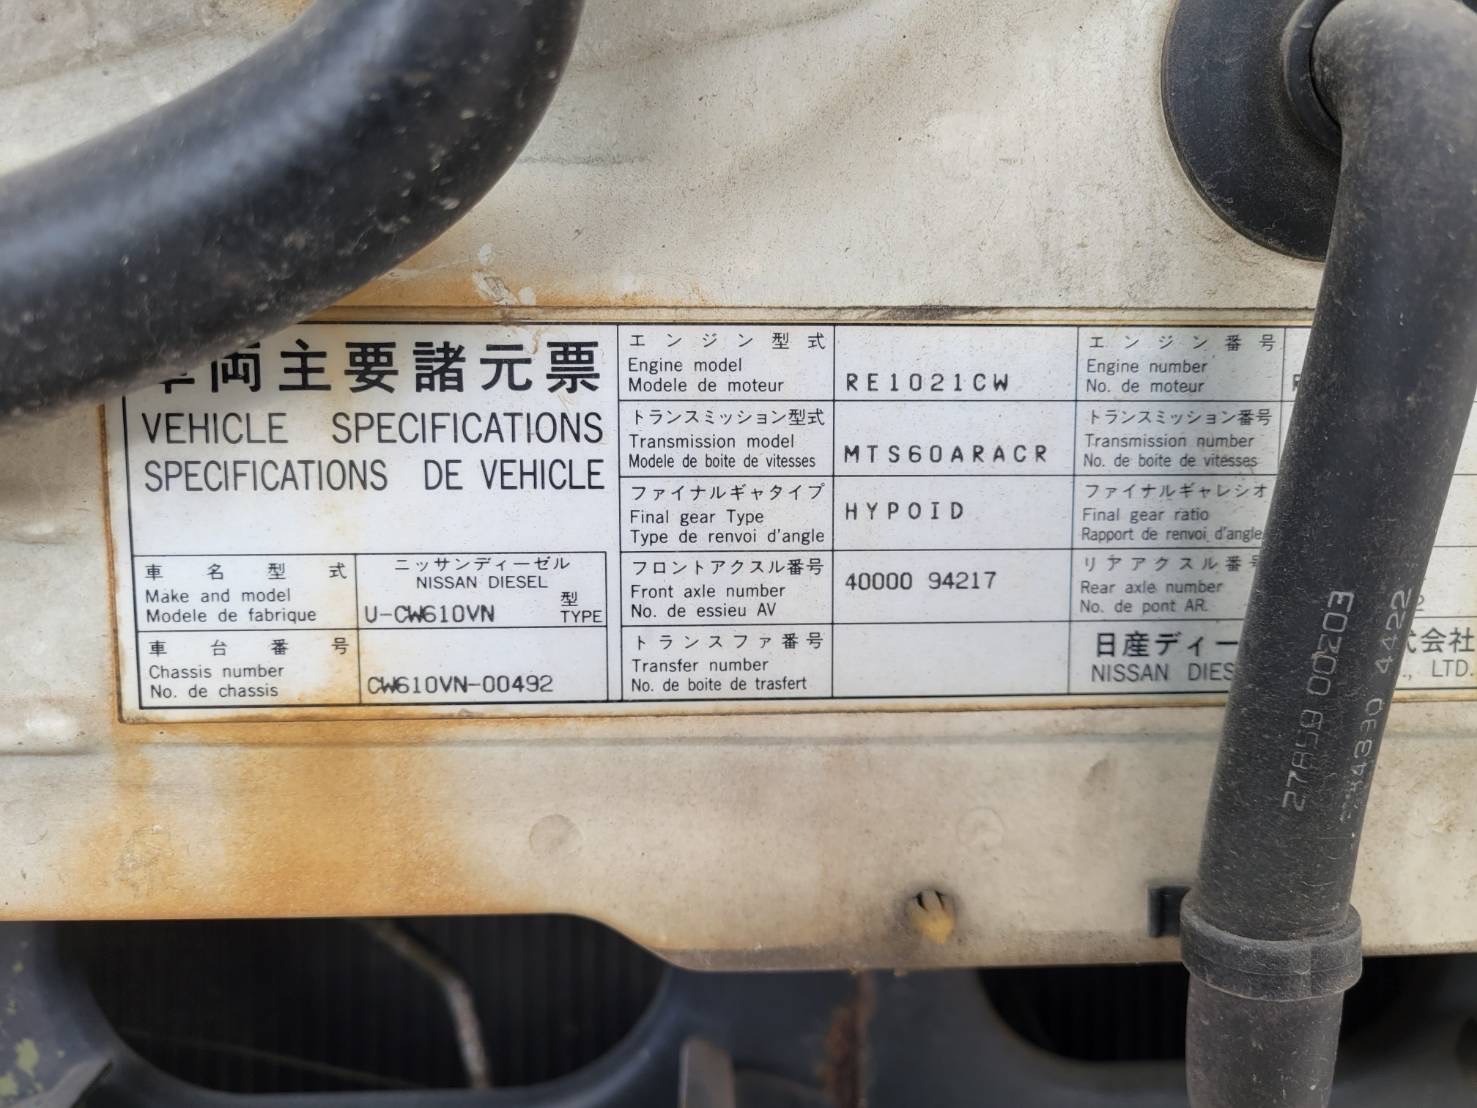 両主要諸元票
VEHICLE SPECIFICATIONS
SPECIFICATIONS DE VEHICLE
車名型式
Make and model
Modele de fabrique
ニッサンディーゼル
NISSAN DIESEL
U-CW610VN
型
TYPE
車台番号
Chassis number
No. de chassis
CW610VN-00492
エンジン型式
Engine model
Modele de moteur
RE1021CW
エンジン番号
Engine number
No. de moteur
トランスミッション型式
Transmission model
Modele de boite de vitesses
MTS60ARACR
トランスミッション番号
Transmission number
No. de boite de vitesses
ファイナルギャタイプ
Final gear Type
Type de renvoi d'angle
HYPOID
ファイナルギャレシオ
Final gear ratio
Rapport de renvoi d'angle
フロントアクスル番号
Front axle number
No. de essieu AV
40000 94217
リアアクスル番号
Rear axle number
No. de pont AR.
2
トランスファ番号
Transfer number
No. de boite de trasfert
日産ディー 式会社
NISSAN DIES ., LTD.
27859 00Z03
4422